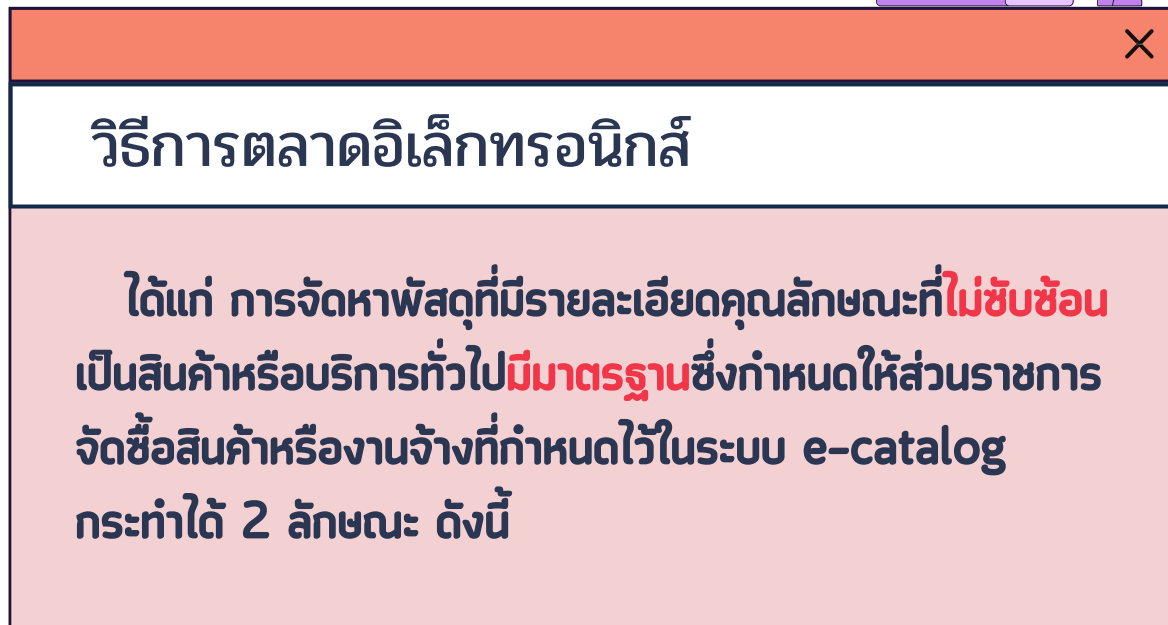 วิธีการตลาดอิเล็กทรอนิกส์
ได้แก่ การจัดหาพัสดุที่มีรายละเอียดคุณลักษณะที่ไม่ซับซ้อน
เป็นสินค้าหรือบริการทั่วไปมีมาตรฐานซึ่งกำหนดให้ส่วนราชการ
จัดซื้อสินค้าหรืองานจ้างที่กำหนดไว้ในระบบ e-catalog
กระทำได้ 2 ลักษณะ ดังนี้